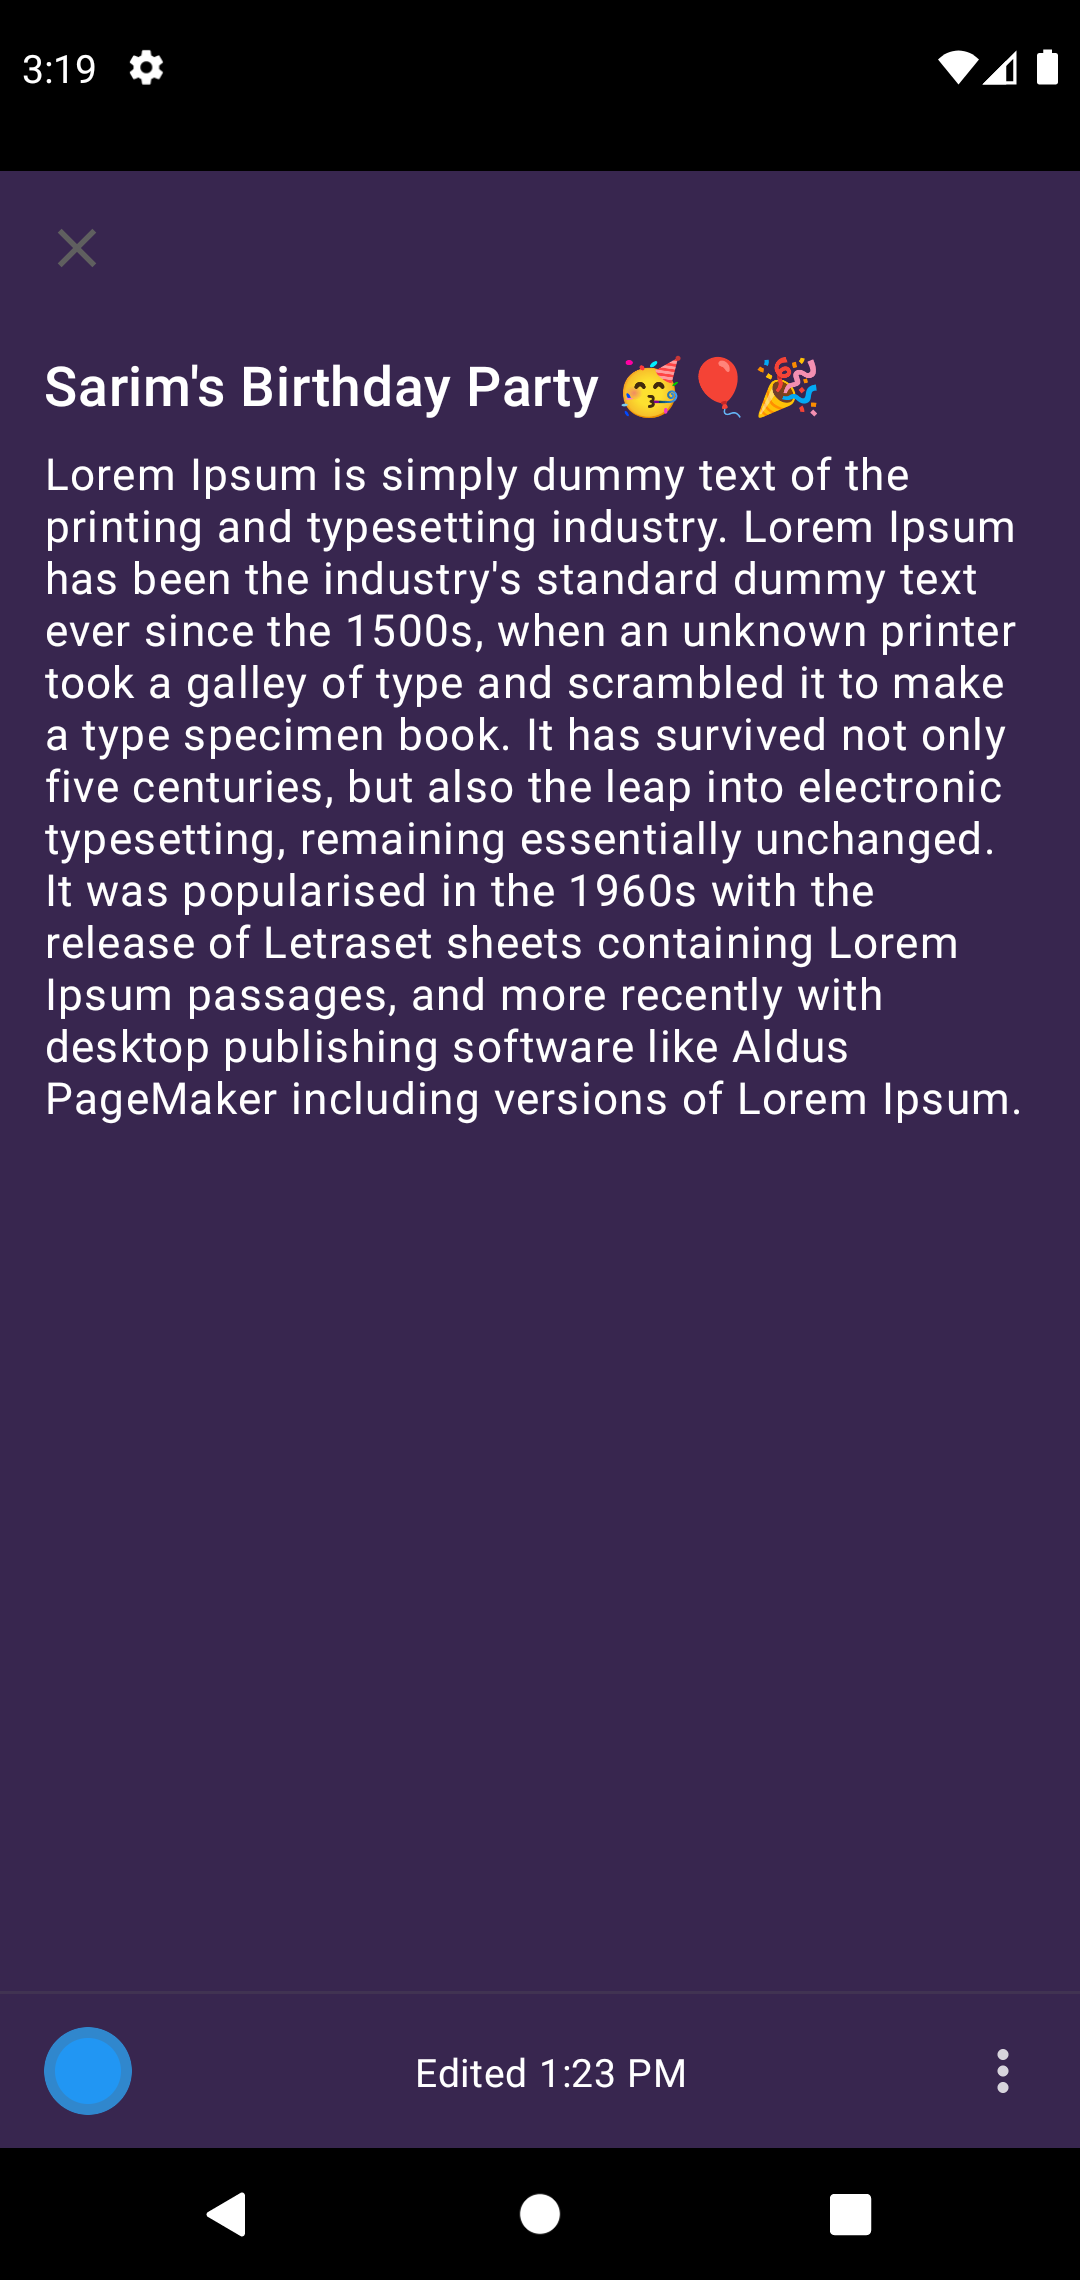 3:19
Sarim's Birthday Party 🥳🎈🎉
Lorem Ipsum is simply dummy text of the
printing and typesetting industry. Lorem Ipsum
has been the industry's standard dummy text
ever since the 1500s, when an unknown printer
took a galley of type and scrambled it to make
a type specimen book. It has survived not only
five centuries, but also the leap into electronic
typesetting, remaining essentially unchanged.
It was popularised in the 1960s with the
release of Letraset sheets containing Lorem
Ipsum passages, and more recently with
desktop publishing software like Aldus
PageMaker including versions of Lorem Ipsum.
Edited 1:23 PM